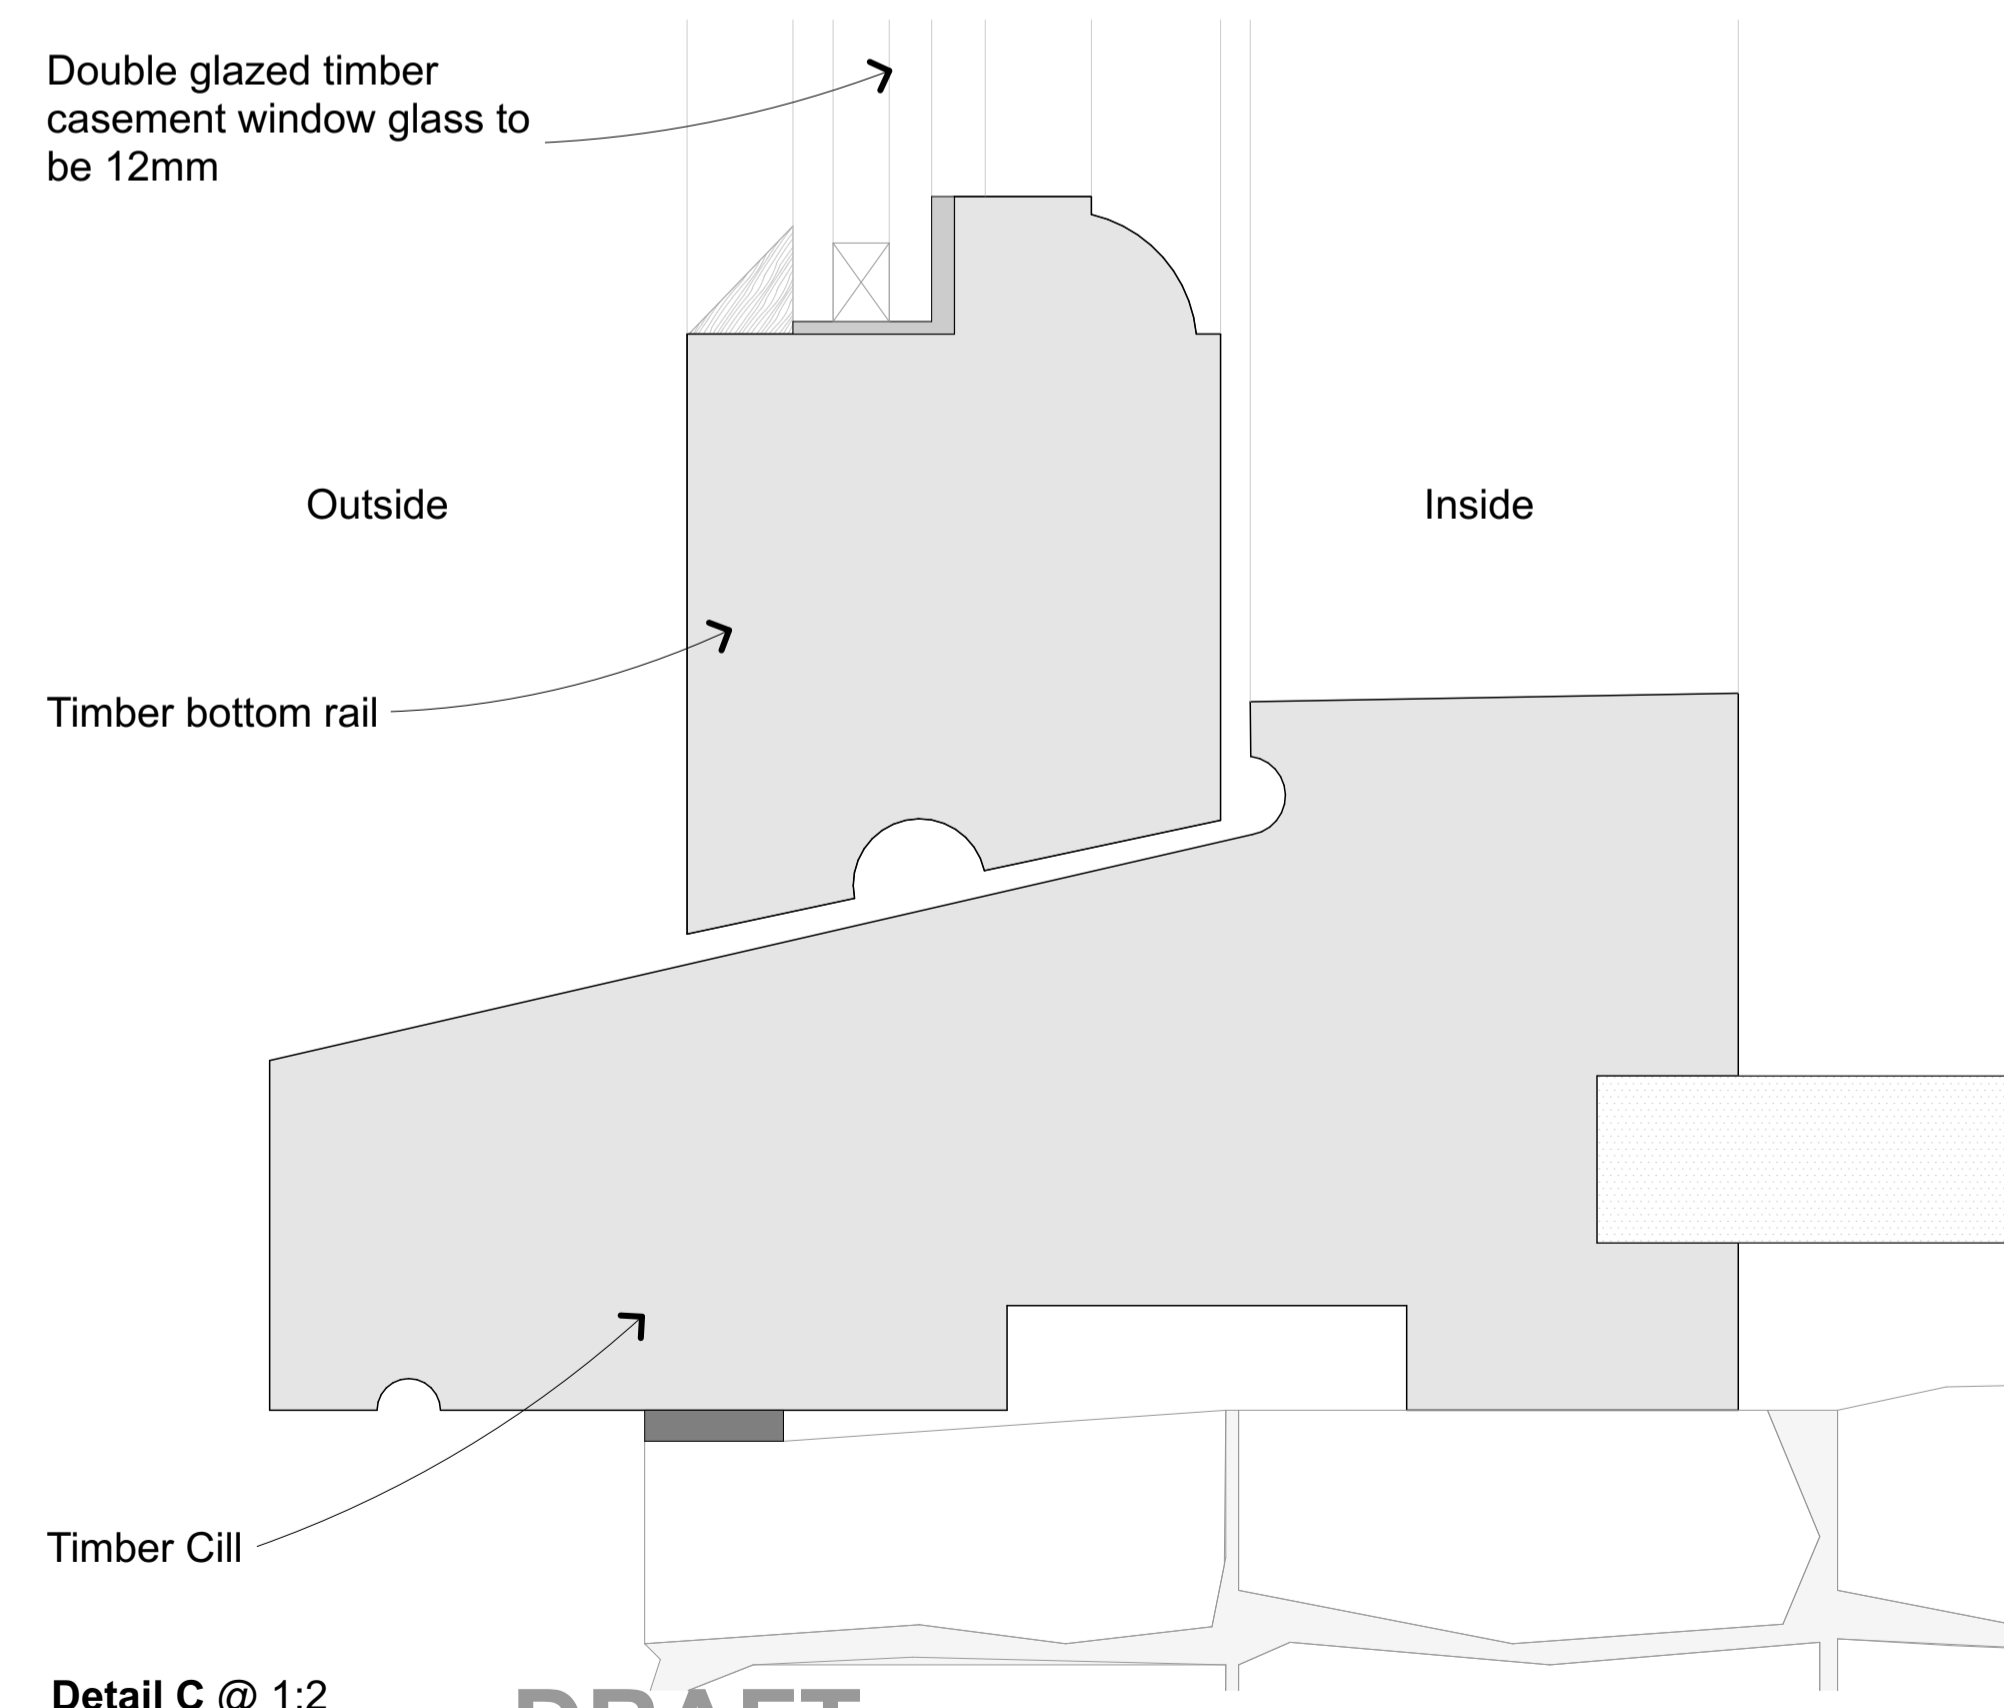 Double glazed timber
casement window glass to
be 12mm
Outside
Inside
Timber bottom rail
Timber Cill
Detail C @ 1:2
DRAFT